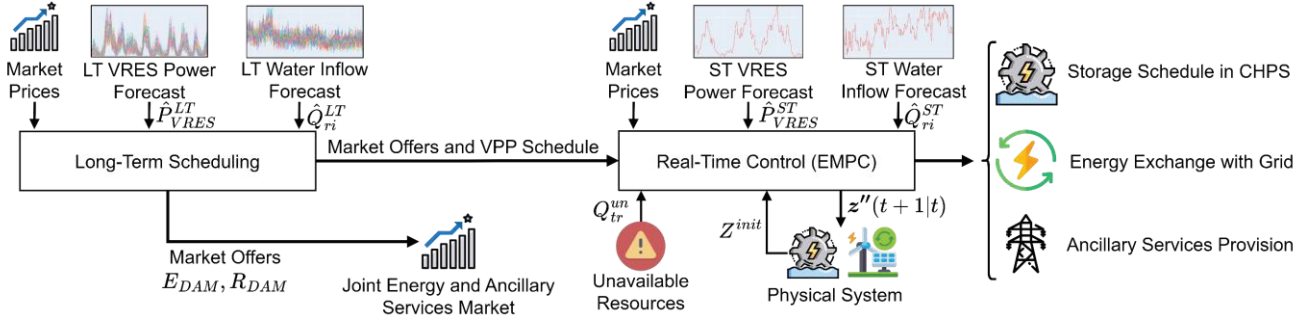 Market
Prices
LT VRES Power
Forecast
LT Water Inflow
Forecast
$\hat{P}_{VRES}^{LT}$
$\hat{Q}_{ri}^{LT}$
Long-Term Scheduling
Market Offers and VPP Schedule
Market Offers
$E_{DAM}, R_{DAM}$
Joint Energy and Ancillary
Services Market
Market
Prices
ST VRES
Power Forecast
ST Water
Inflow Forecast
$\hat{P}_{VRES}^{ST}$
$\hat{Q}_{ri}^{ST}$
Real-Time Control (EMPC)
$Q_{tr}^{un}$
Unavailable
Resources
$Z^{init}$
$z''(t+1|t)$
Physical System
Storage Schedule in CHPS
Energy Exchange with Grid
Ancillary Services Provision